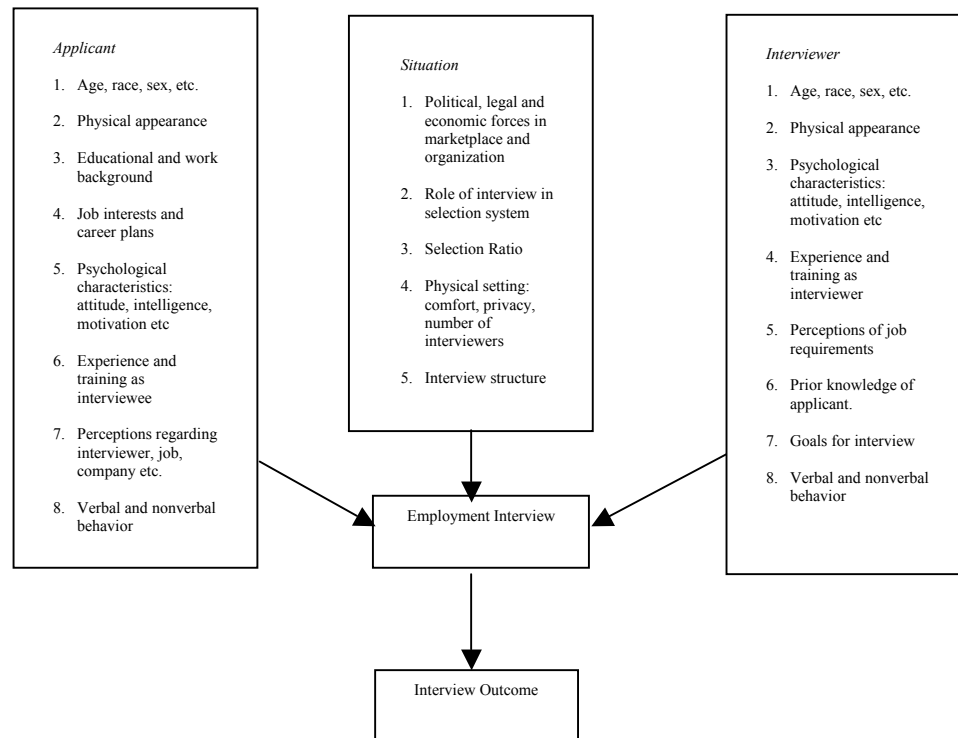 Applicant
1. Age, race, sex, etc.
2. Physical appearance
3. Educational and work
background
4. Job interests and
career plans
5. Psychological
characteristics:
attitude, intelligence,
motivation etc
6. Experience and
training as
interviewee
7. Perceptions regarding
interviewer, job,
company etc.
8. Verbal and nonverbal
behavior
Situation
1. Political, legal and
economic forces in
marketplace and
organization
2. Role of interview in
selection system
3. Selection Ratio
4. Physical setting:
comfort, privacy,
number of
interviewers
5. Interview structure
Interviewer
1. Age, race, sex, etc.
2. Physical appearance
3. Psychological
characteristics:
attitude, intelligence,
motivation etc
4. Experience and
training as
interviewer
5. Perceptions of job
requirements
6. Prior knowledge of
applicant.
7. Goals for interview
8. Verbal and nonverbal
behavior
Employment Interview
Interview Outcome